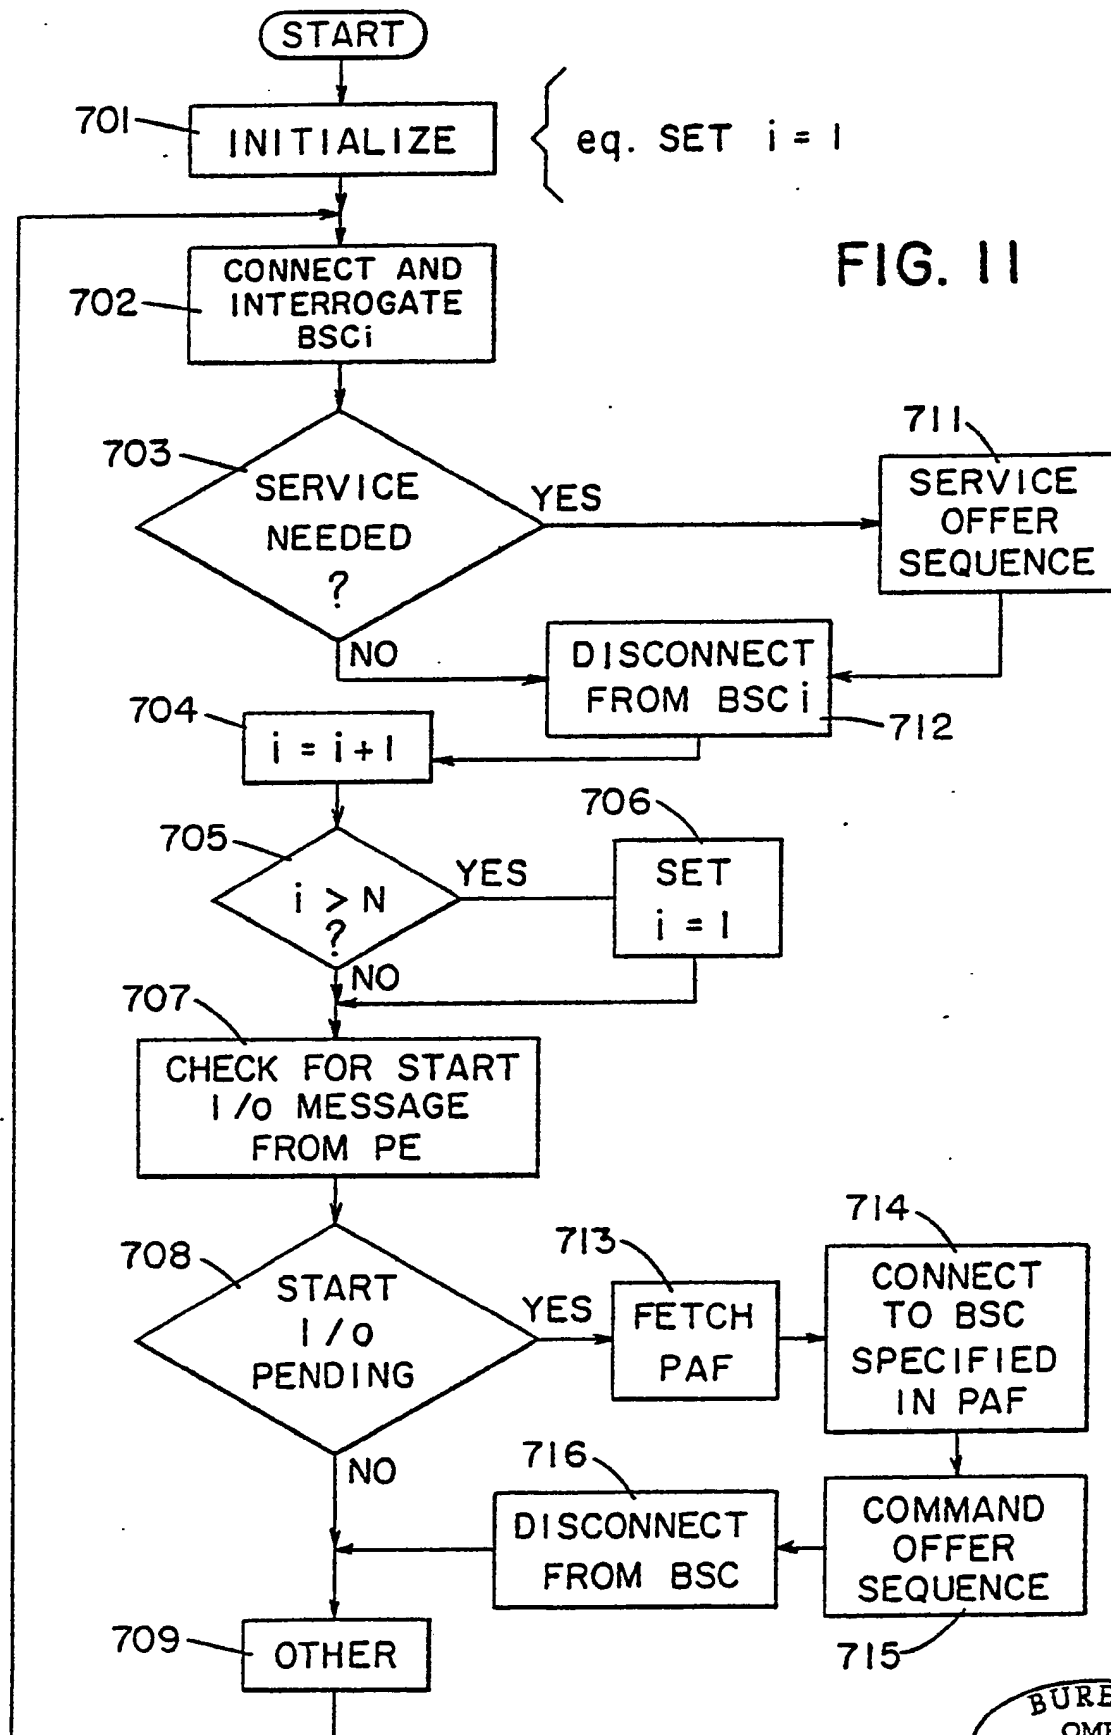 START
701
INITIALIZE
eq. SET i = 1
FIG. 11
702
CONNECT AND
INTERROGATE
BSCi
703
SERVICE
NEEDED
?
YES
NO
711
SERVICE
OFFER
SEQUENCE
DISCONNECT
FROM BSCi
712
704
i = i + 1
705
i > N
?
YES
NO
706
SET
i = 1
707
CHECK FOR START
I/O MESSAGE
FROM PE
708
START
I/O
PENDING
YES
NO
713
FETCH
PAF
714
CONNECT
TO BSC
SPECIFIED
IN PAF
COMMAND
OFFER
SEQUENCE
715
716
DISCONNECT
FROM BSC
709
OTHER